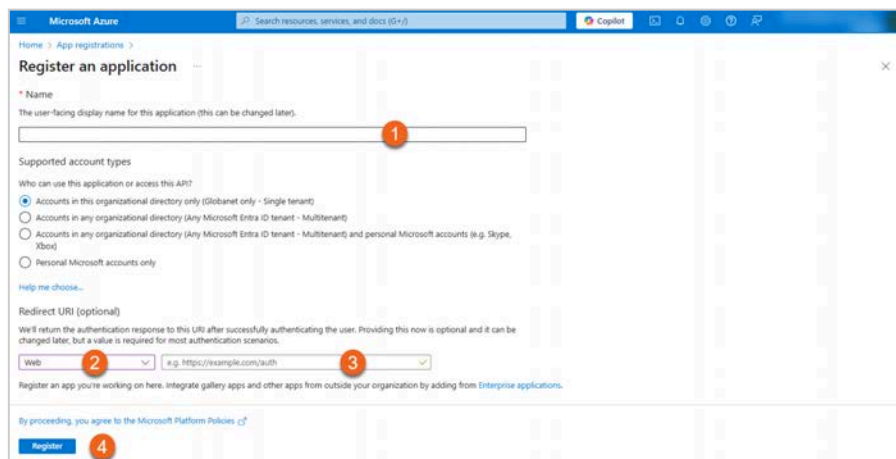 Microsoft Azure
Search resources, services, and docs (G+/)
Copilot
Home > App registrations >
Register an application ...
* Name
The user-facing display name for this application (this can be changed later).
1
Supported account types
Who can use this application or access this API?
Accounts in this organizational directory only (Globanet only - Single tenant)
Accounts in any organizational directory (Any Microsoft Entra ID tenant - Multitenant)
Accounts in any organizational directory (Any Microsoft Entra ID tenant - Multitenant) and personal Microsoft accounts (e.g. Skype,
Xbox)
Personal Microsoft accounts only
Help me choose...
Redirect URI (optional)
We'll return the authentication response to this URI after successfully authenticating the user. Providing this now is optional and it can be
changed later, but a value is required for most authentication scenarios.
Web 2 e.g. https://example.com/auth 3
Register an app you're working on here. Integrate gallery apps and other apps from outside your organization by adding from Enterprise applications.
By proceeding, you agree to the Microsoft Platform Policies
Register 4